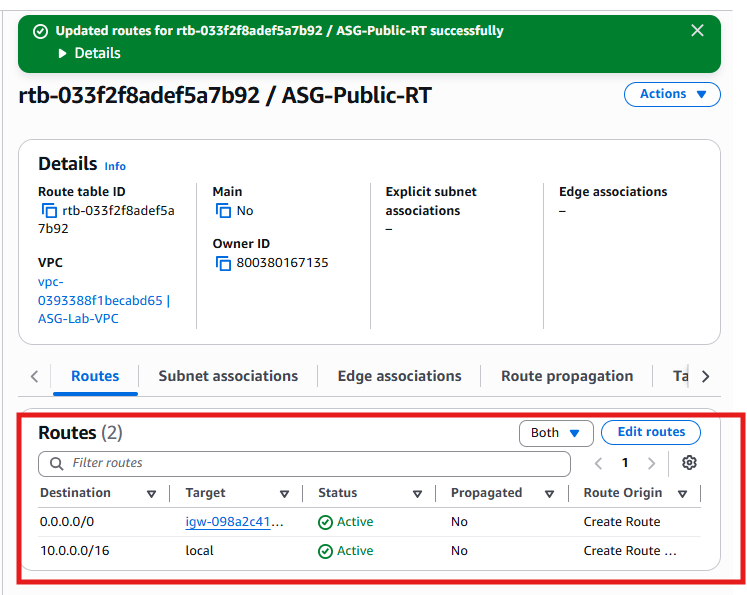 Updated routes for rtb-033f2f8adef5a7b92 / ASG-Public-RT successfully
Details
rtb-033f2f8adef5a7b92 / ASG-Public-RT
Actions
Details Info
Route table ID
rtb-033f2f8adef5a
7b92
VPC
vpc-
0393388f1becabd65 |
ASG-Lab-VPC
Main
No
Owner ID
800380167135
Explicit subnet
associations
–
Edge associations
–
Routes Subnet associations Edge associations Route propagation Ta
Routes (2) Both Edit routes
Filter routes 1
Destination Target Status Propagated Route Origin
0.0.0.0/0 igw-098a2c41... Active No Create Route
10.0.0.0/16 local Active No Create Route ...